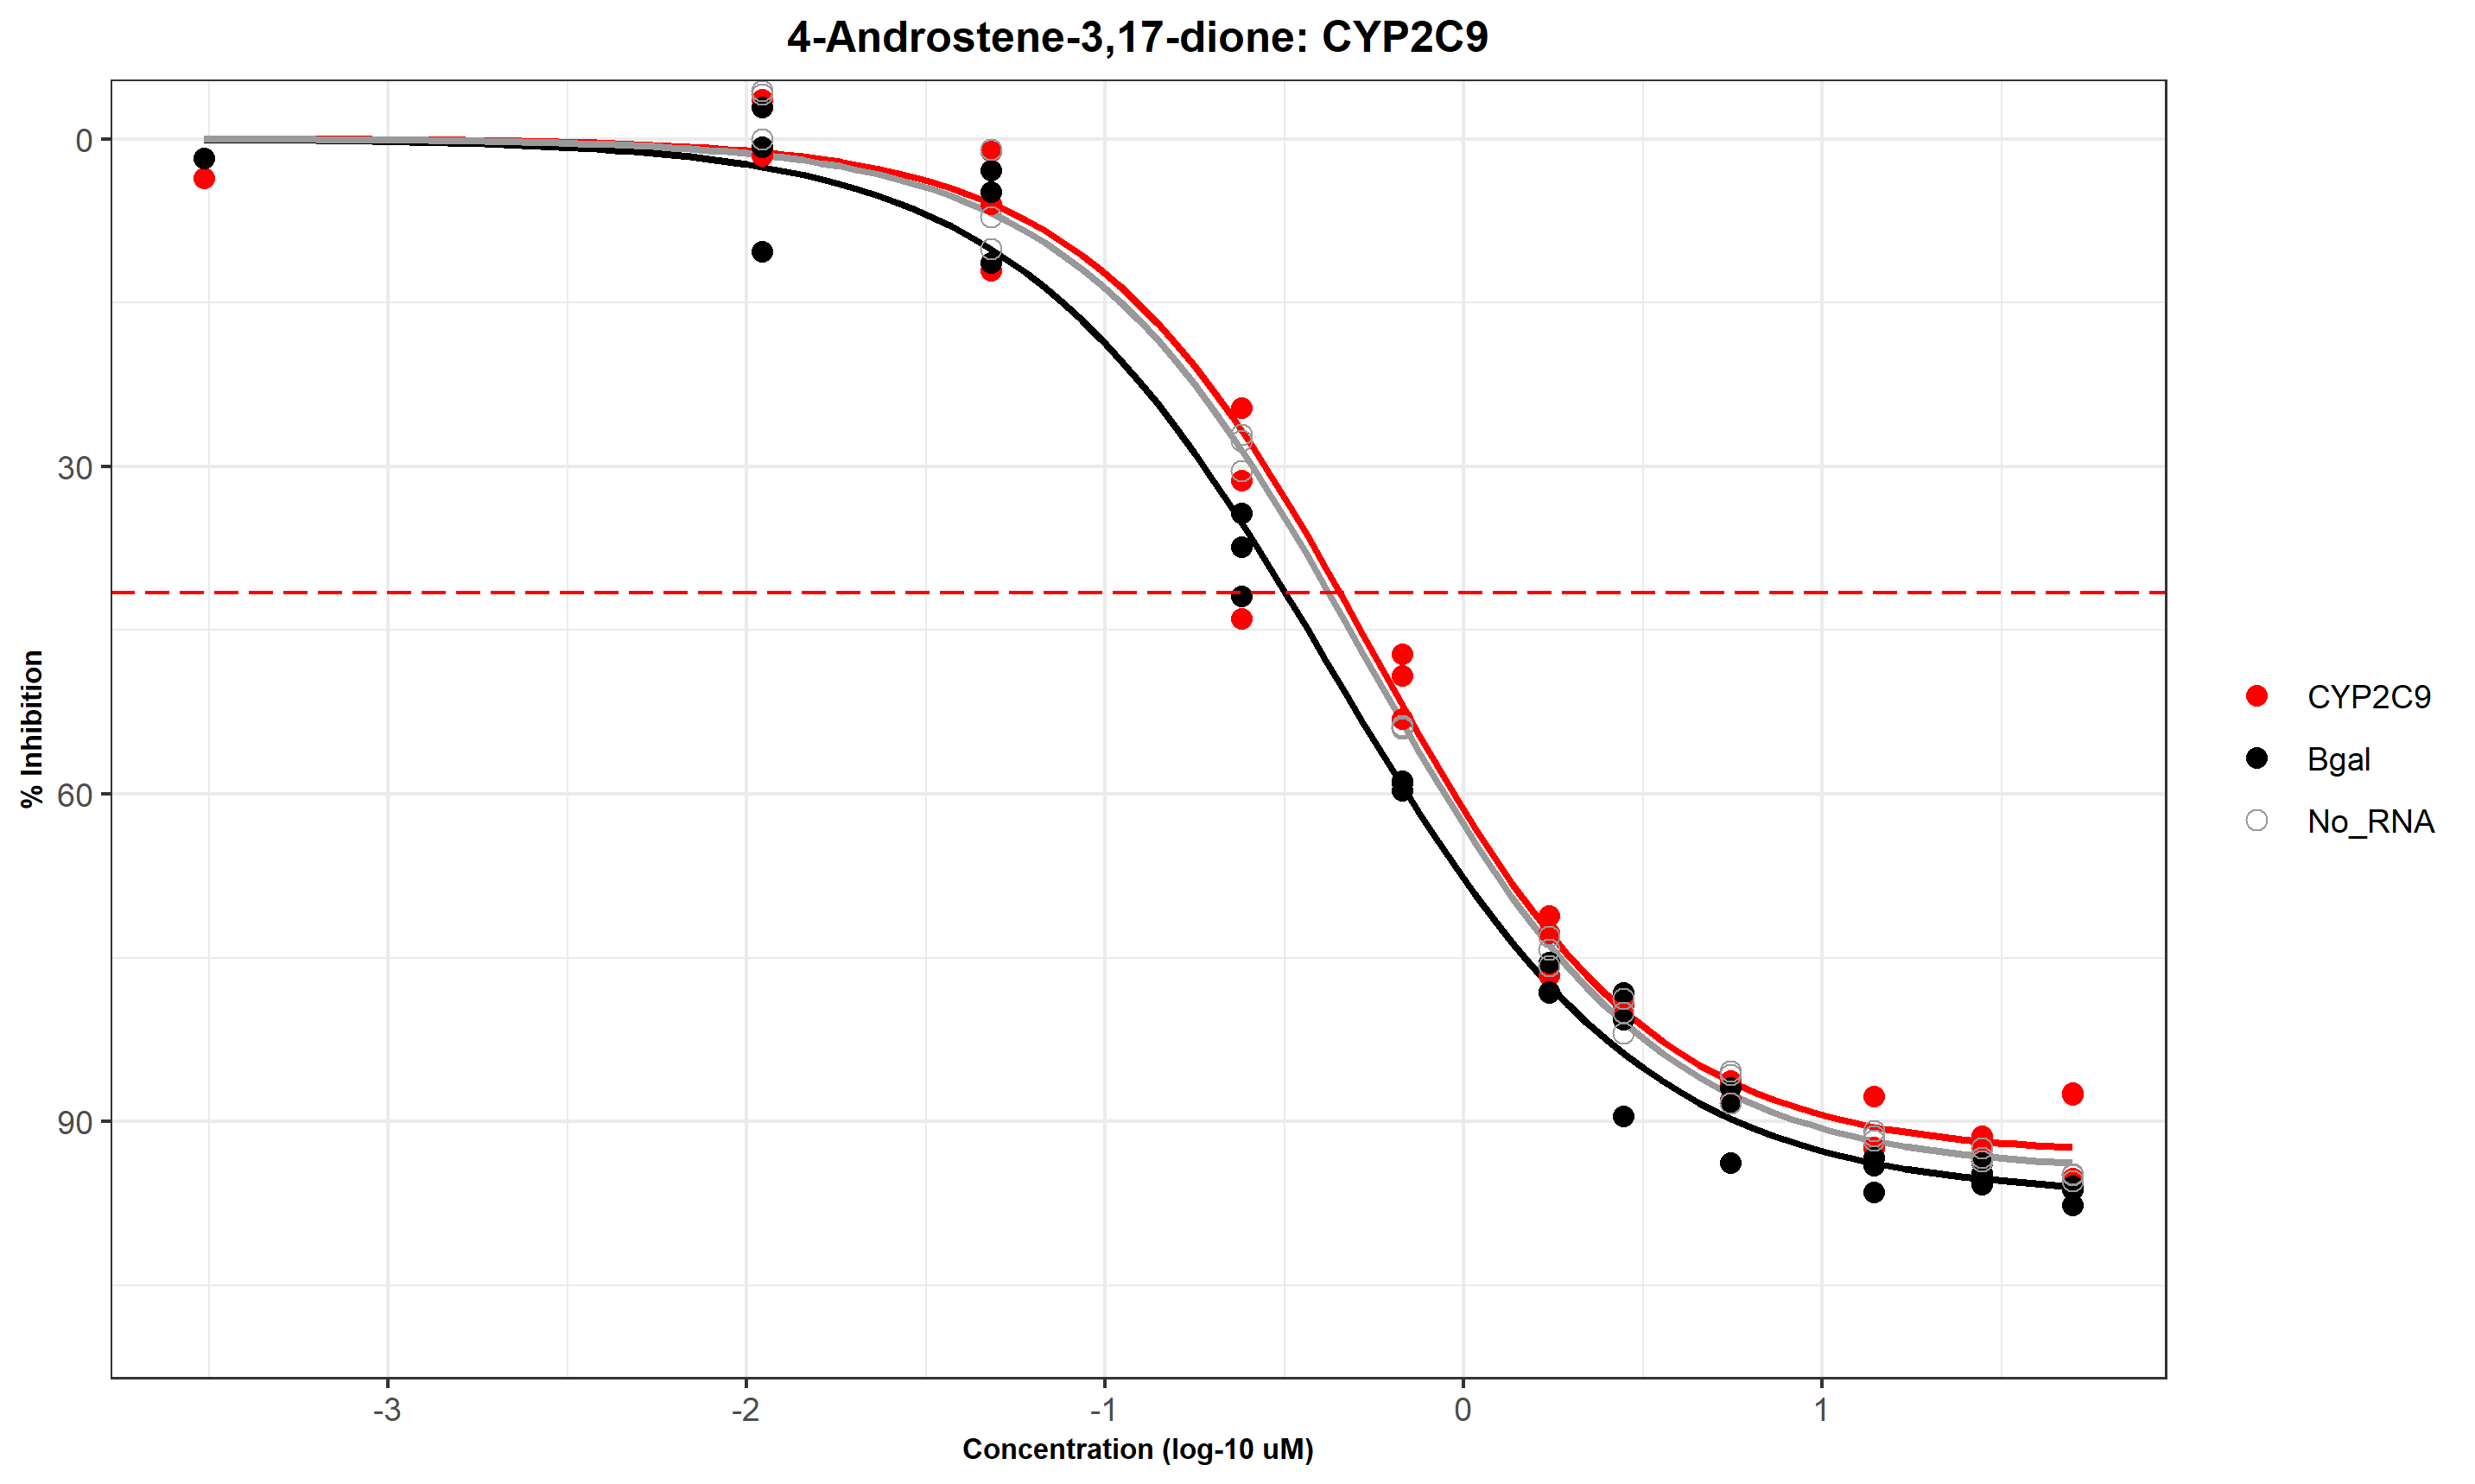 4-Androstene-3,17-dione: CYP2C9
% Inhibition
0
30
60
90
-3
-2
-1
0
1
Concentration (log-10 uM)
CYP2C9
Bgal
No_RNA